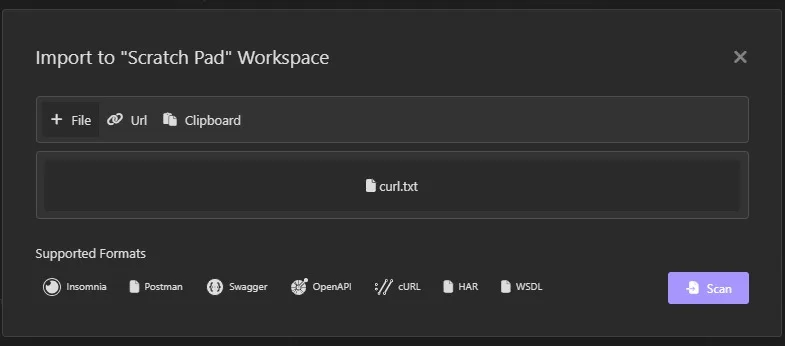 Import to "Scratch Pad" Workspace
File Url Clipboard
curl.txt
Supported Formats
Insomnia Postman Swagger OpenAPI cURL HAR WSDL Scan